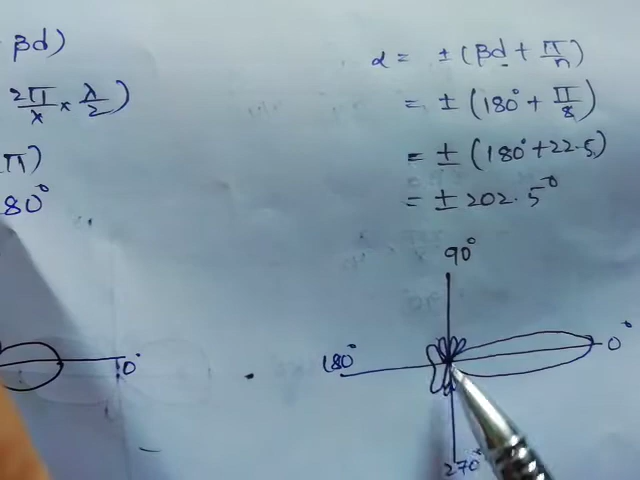 βd)
2π/λ × λ/2)
π)
80°
0°
α = ± (βd + π/n)
= ± (180° + π/8)
= ± (180° + 22.5)
= ± 202.5°
90°
180°
0°
270°